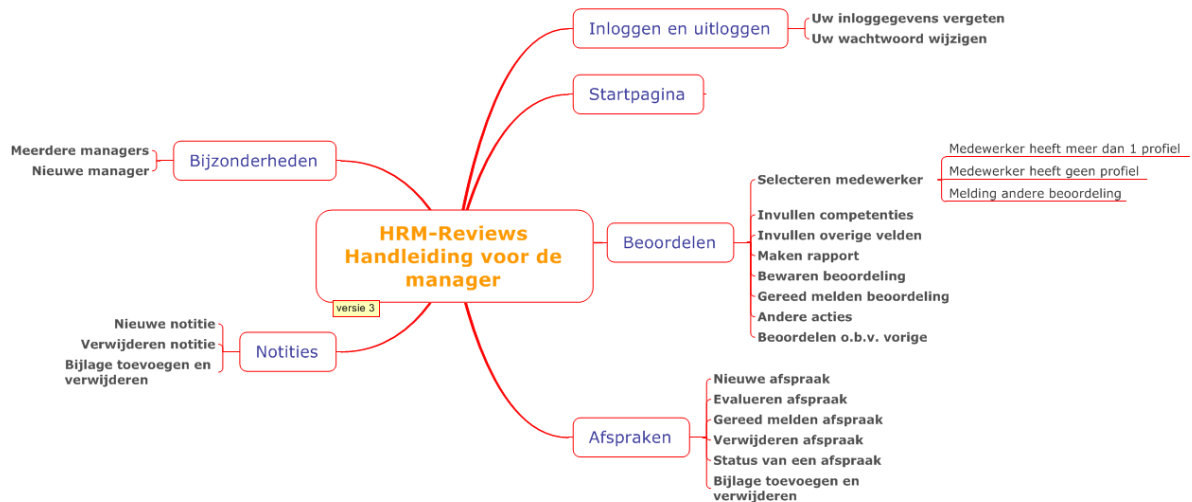 Inloggen en uitloggen
Uw inloggegevens vergeten
Uw wachtwoord wijzigen
Startpagina
Meerdere managers
Nieuwe manager
Bijzonderheden
HRM-Reviews
Handleiding voor de
manager
versie 3
Beoordelen
Selecteren medewerker
Medewerker heeft meer dan 1 profiel
Medewerker heeft geen profiel
Melding andere beoordeling
Invullen competenties
Invullen overige velden
Maken rapport
Bewaren beoordeling
Gereed melden beoordeling
Andere acties
Beoordelen o.b.v. vorige
Nieuwe notitie
Verwijderen notitie
Bijlage toevoegen en
verwijderen
Notities
Afspraken
Nieuwe afspraak
Evalueren afspraak
Gereed melden afspraak
Verwijderen afspraak
Status van een afspraak
Bijlage toevoegen en
verwijderen